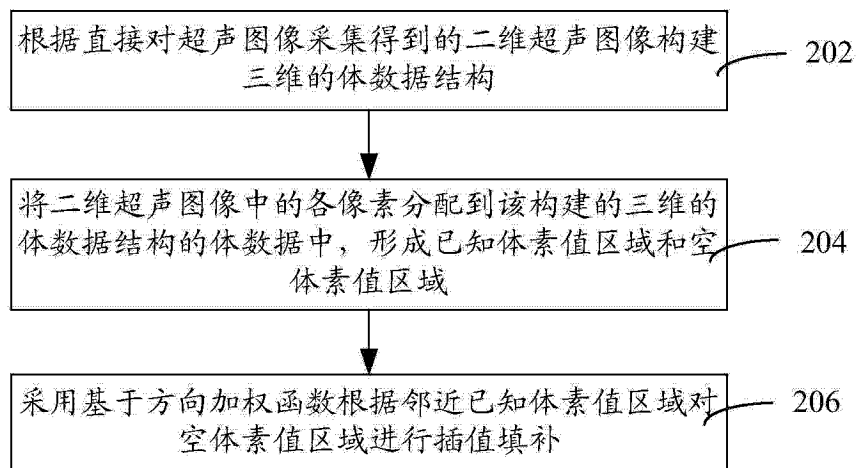 根据直接对超声图像采集得到的二维超声图像构建
三维的体数据结构
202
将二维超声图像中的各像素分配到该构建的三维的
体数据结构的体数据中，形成已知体素值区域和空
体素值区域
204
采用基于方向加权函数根据邻近已知体素值区域对
空体素值区域进行插值填补
206